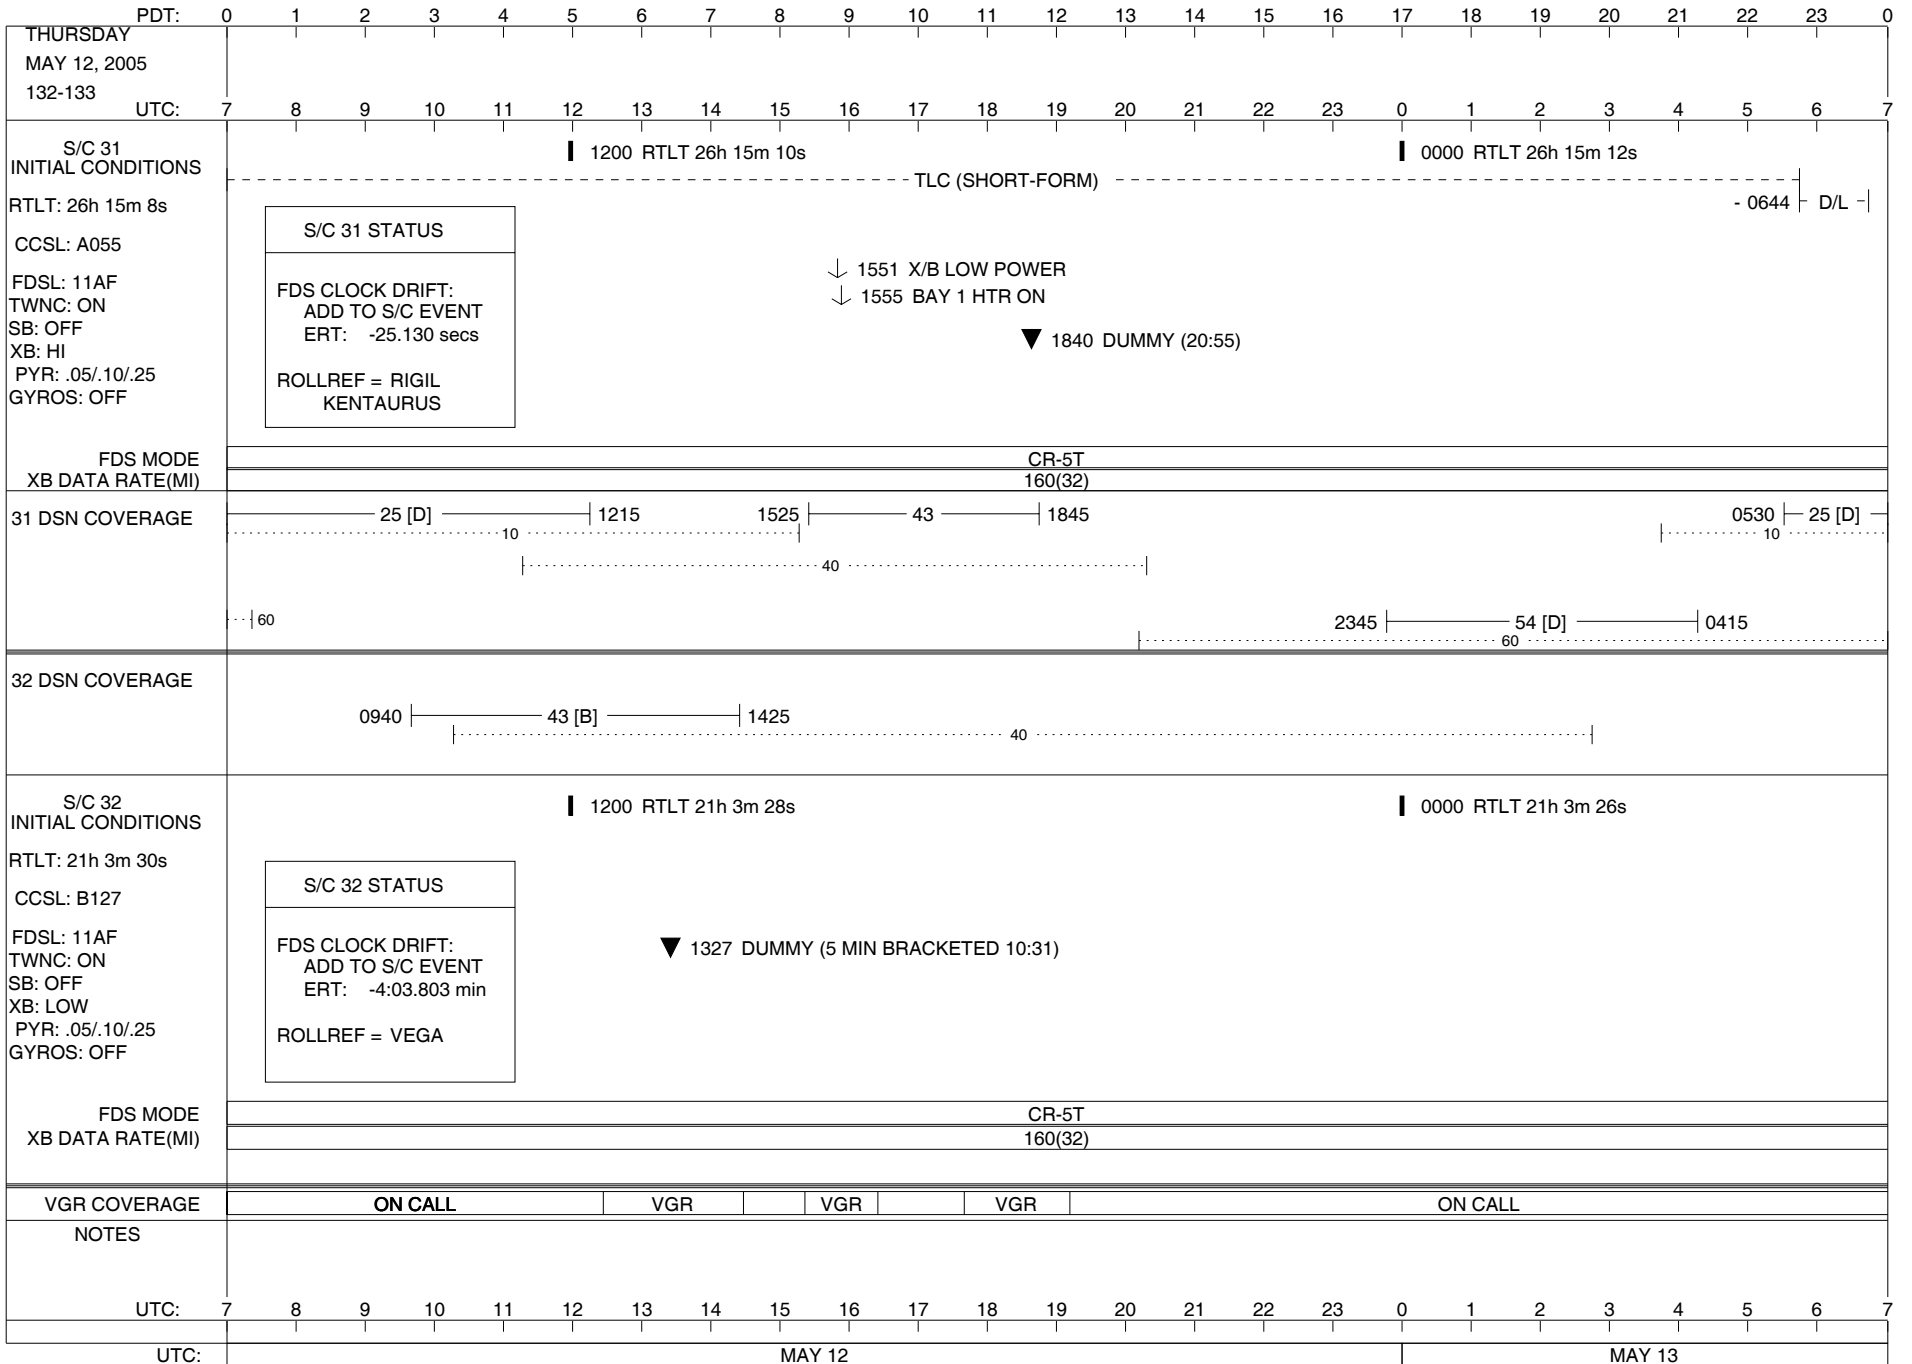 PDT: 0 1 2 3 4 5 6 7 8 9 10 11 12 13 14 15 16 17 18 19 20 21 22 23 0
THURSDAY
MAY 12, 2005
132-133
UTC: 7 8 9 10 11 12 13 14 15 16 17 18 19 20 21 22 23 0 1 2 3 4 5 6 7
S/C 31
INITIAL CONDITIONS
RTLT: 26h 15m 8s
CCSL: A055
FDSL: 11AF
TWNC: ON
SB: OFF
XB: HI
PYR: .05/.10/.25
GYROS: OFF
1200 RTLT 26h 15m 10s
0000 RTLT 26h 15m 12s
TLC (SHORT-FORM)
- 0644 D/L
S/C 31 STATUS
FDS CLOCK DRIFT:
ADD TO S/C EVENT
ERT: -25.130 secs
ROLLREF = RIGIL
KENTAURUS
1551 X/B LOW POWER
1555 BAY 1 HTR ON
1840 DUMMY (20:55)
FDS MODE CR-5T
XB DATA RATE(MI) 160(32)
31 DSN COVERAGE
25 [D] 1215 1525 43 1845 0530 25 [D]
10 10
40
60
2345 54 [D] 0415
60
32 DSN COVERAGE
0940 43 [B] 1425
40
S/C 32
INITIAL CONDITIONS
RTLT: 21h 3m 30s
CCSL: B127
FDSL: 11AF
TWNC: ON
SB: OFF
XB: LOW
PYR: .05/.10/.25
GYROS: OFF
1200 RTLT 21h 3m 28s
0000 RTLT 21h 3m 26s
S/C 32 STATUS
FDS CLOCK DRIFT:
ADD TO S/C EVENT
ERT: -4:03.803 min
ROLLREF = VEGA
1327 DUMMY (5 MIN BRACKETED 10:31)
FDS MODE CR-5T
XB DATA RATE(MI) 160(32)
VGR COVERAGE ON CALL VGR VGR VGR ON CALL
NOTES
UTC: 7 8 9 10 11 12 13 14 15 16 17 18 19 20 21 22 23 0 1 2 3 4 5 6 7
UTC: MAY 12 MAY 13